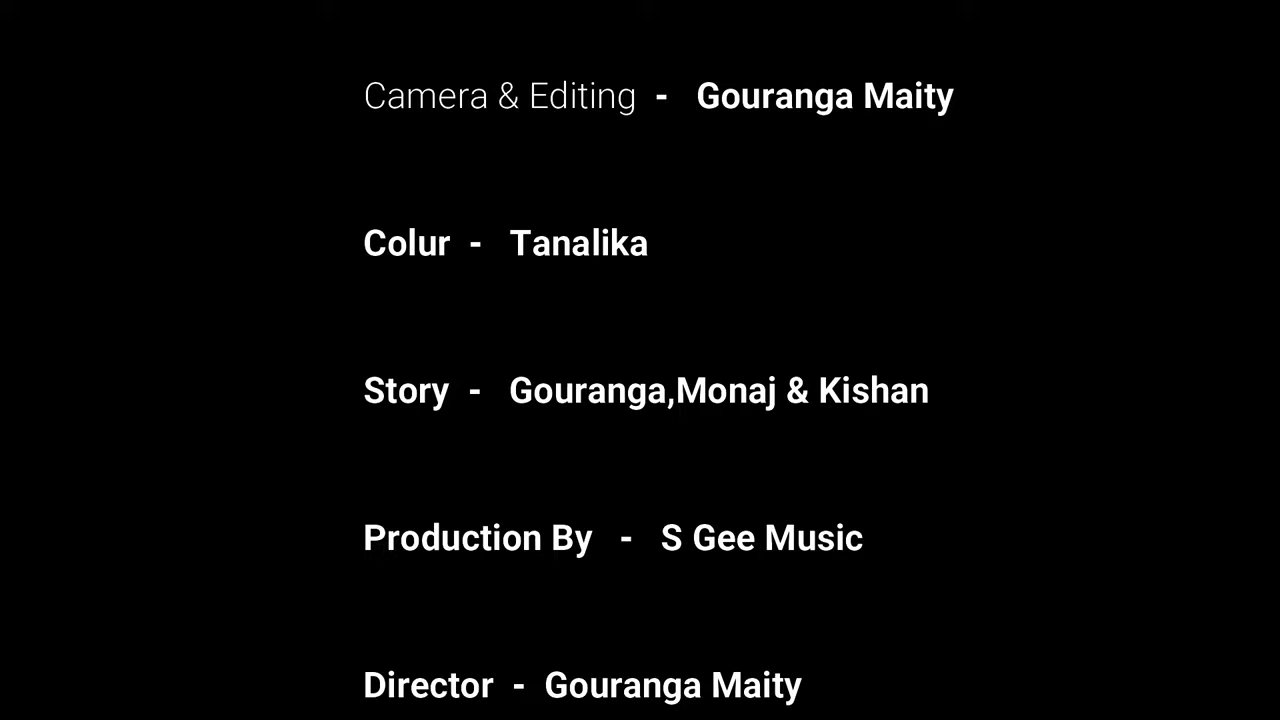 Camera & Editing - Gouranga Maity
Colur - Tanalika
Story - Gouranga,Monaj & Kishan
Production By - S Gee Music
Director - Gouranga Maity